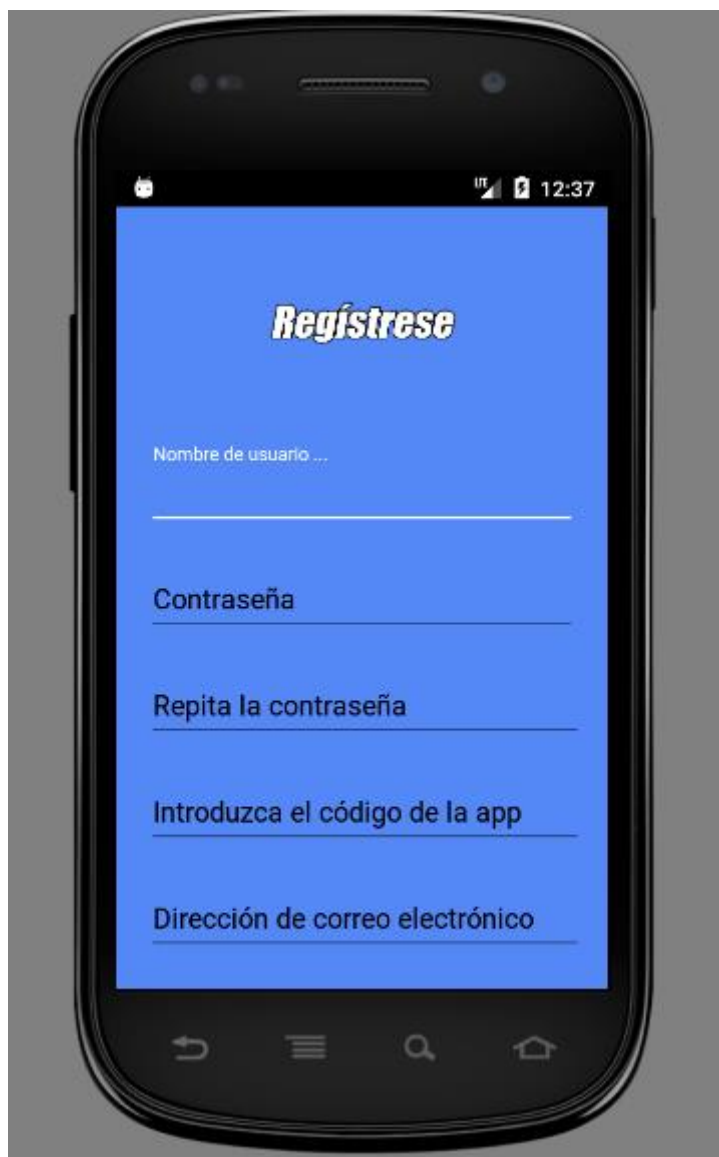 LTE 12:37
Regístrese
Nombre de usuario ...
Contraseña
Repita la contraseña
Introduzca el código de la app
Dirección de correo electrónico